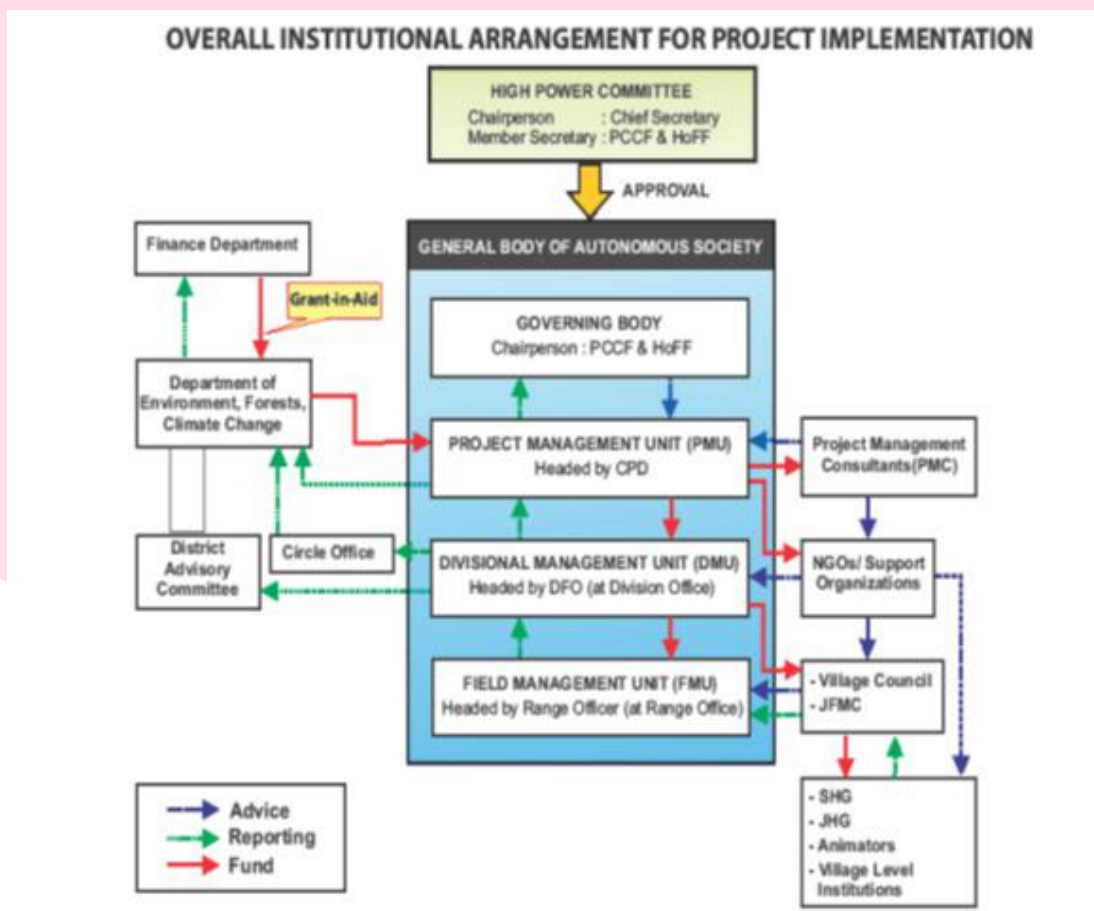 OVERALL INSTITUTIONAL ARRANGEMENT FOR PROJECT IMPLEMENTATION
HIGH POWER COMMITTEE
Chairperson : Chief Secretary
Member Secretary : PCCF & HoFF
APPROVAL
GENERAL BODY OF AUTONOMOUS SOCIETY
Finance Department
Grant-in-Aid
GOVERNING BODY
Chairperson : PCCF & HoFF
Department of
Environment, Forests,
Climate Change
PROJECT MANAGEMENT UNIT (PMU)
Headed by CPD
Project Management
Consultants(PMC)
District
Advisory
Committee
Circle Office
DIVISIONAL MANAGEMENT UNIT (DMU)
Headed by DFO (at Division Office)
NGOs/ Support
Organizations
FIELD MANAGEMENT UNIT (FMU)
Headed by Range Officer (at Range Office)
- Village Council
- JFMC
- SHG
- JHG
- Animators
- Village Level
Institutions
Advice
Reporting
Fund